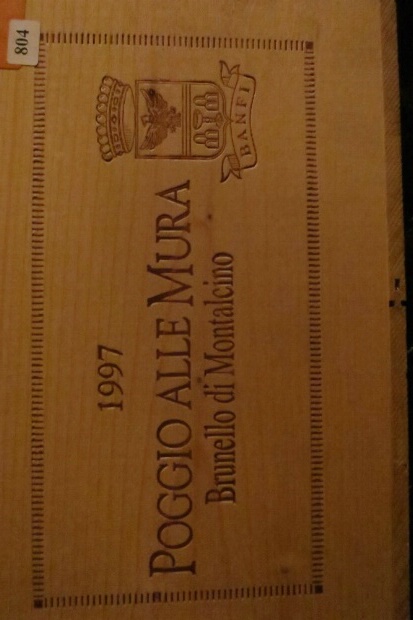 804
BANFI
1997
POGGIO ALLE MURA
Brunello di Montalcino